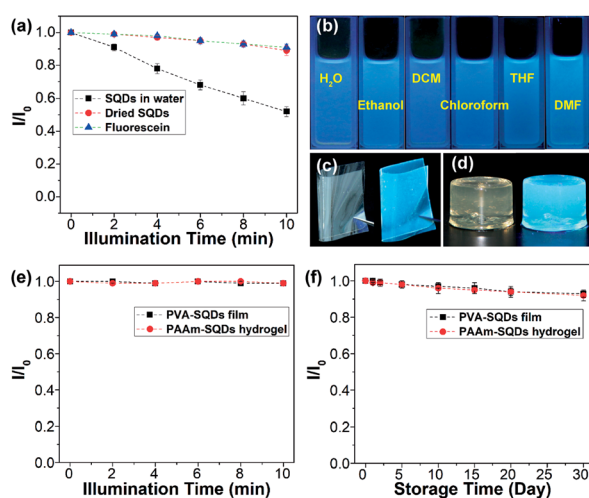 (a)
I/I0
1.0
0.8
0.6
0.4
0.2
0.0
SQDs in water
Dried SQDs
Fluorescein
0 2 4 6 8 10
Illumination Time (min)
(b)
H2O
Ethanol
DCM
Chloroform
THF
DMF
(c)
(d)
(e)
I/I0
1.0
0.8
0.6
0.4
0.2
0.0
PVA-SQDs film
PAAm-SQDs hydrogel
0 2 4 6 8 10
Illumination Time (min)
(f)
I/I0
1.0
0.8
0.6
0.4
0.2
0.0
PVA-SQDs film
PAAm-SQDs hydrogel
0 5 10 15 20 25 30
Storage Time (Day)